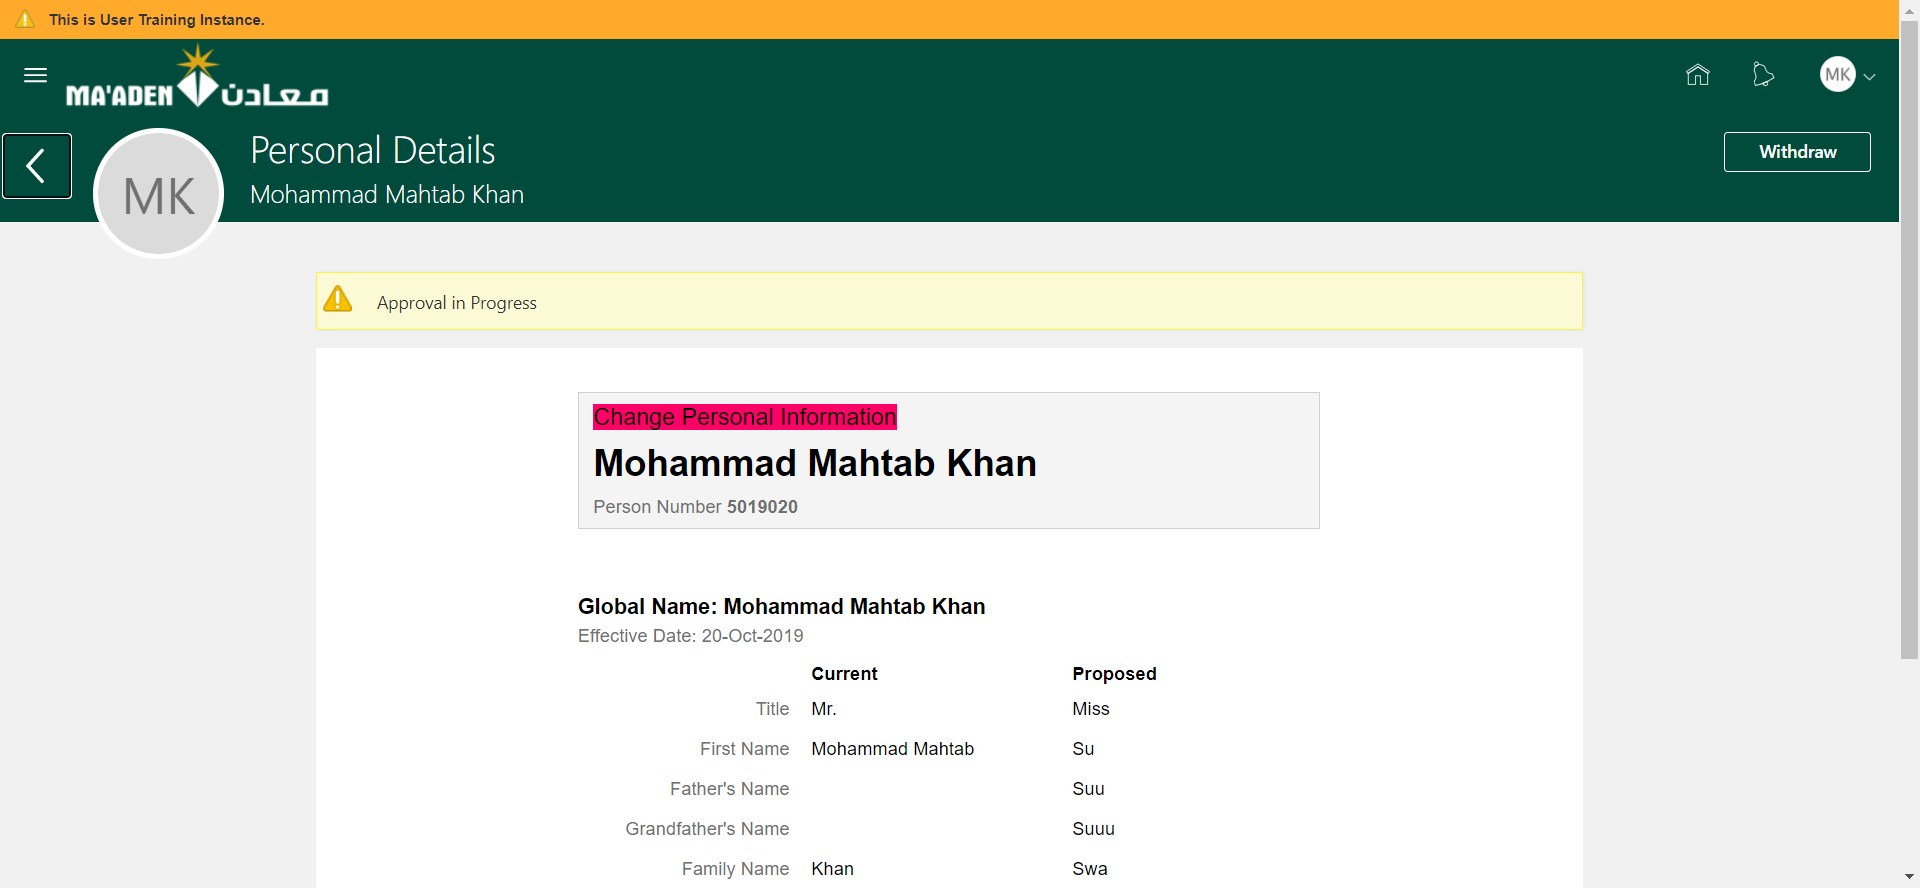 This is User Training Instance.
MA'ADEN معادن
MK
Personal Details
Withdraw
MK
Mohammad Mahtab Khan
Approval in Progress
Change Personal Information
Mohammad Mahtab Khan
Person Number 5019020
Global Name: Mohammad Mahtab Khan
Effective Date: 20-Oct-2019
Current Proposed
Title Mr. Miss
First Name Mohammad Mahtab Su
Father's Name Suu
Grandfather's Name Suuu
Family Name Khan Swa